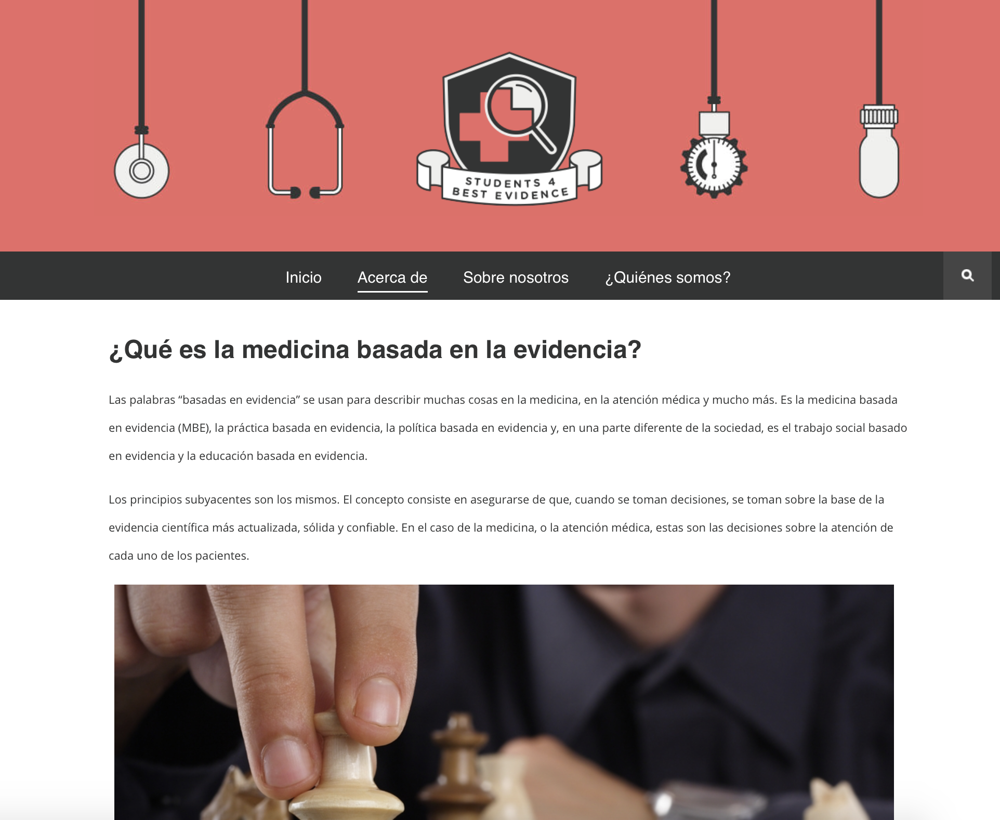 STUDENTS 4
BEST EVIDENCE
Inicio Acerca de Sobre nosotros ¿Quiénes somos?
¿Qué es la medicina basada en la evidencia?
Las palabras “basadas en evidencia” se usan para describir muchas cosas en la medicina, en la atención médica y mucho más. Es la medicina basada
en evidencia (MBE), la práctica basada en evidencia, la política basada en evidencia y, en una parte diferente de la sociedad, es el trabajo social basado
en evidencia y la educación basada en evidencia.
Los principios subyacentes son los mismos. El concepto consiste en asegurarse de que, cuando se toman decisiones, se toman sobre la base de la
evidencia científica más actualizada, sólida y confiable. En el caso de la medicina, o la atención médica, estas son las decisiones sobre la atención de
cada uno de los pacientes.